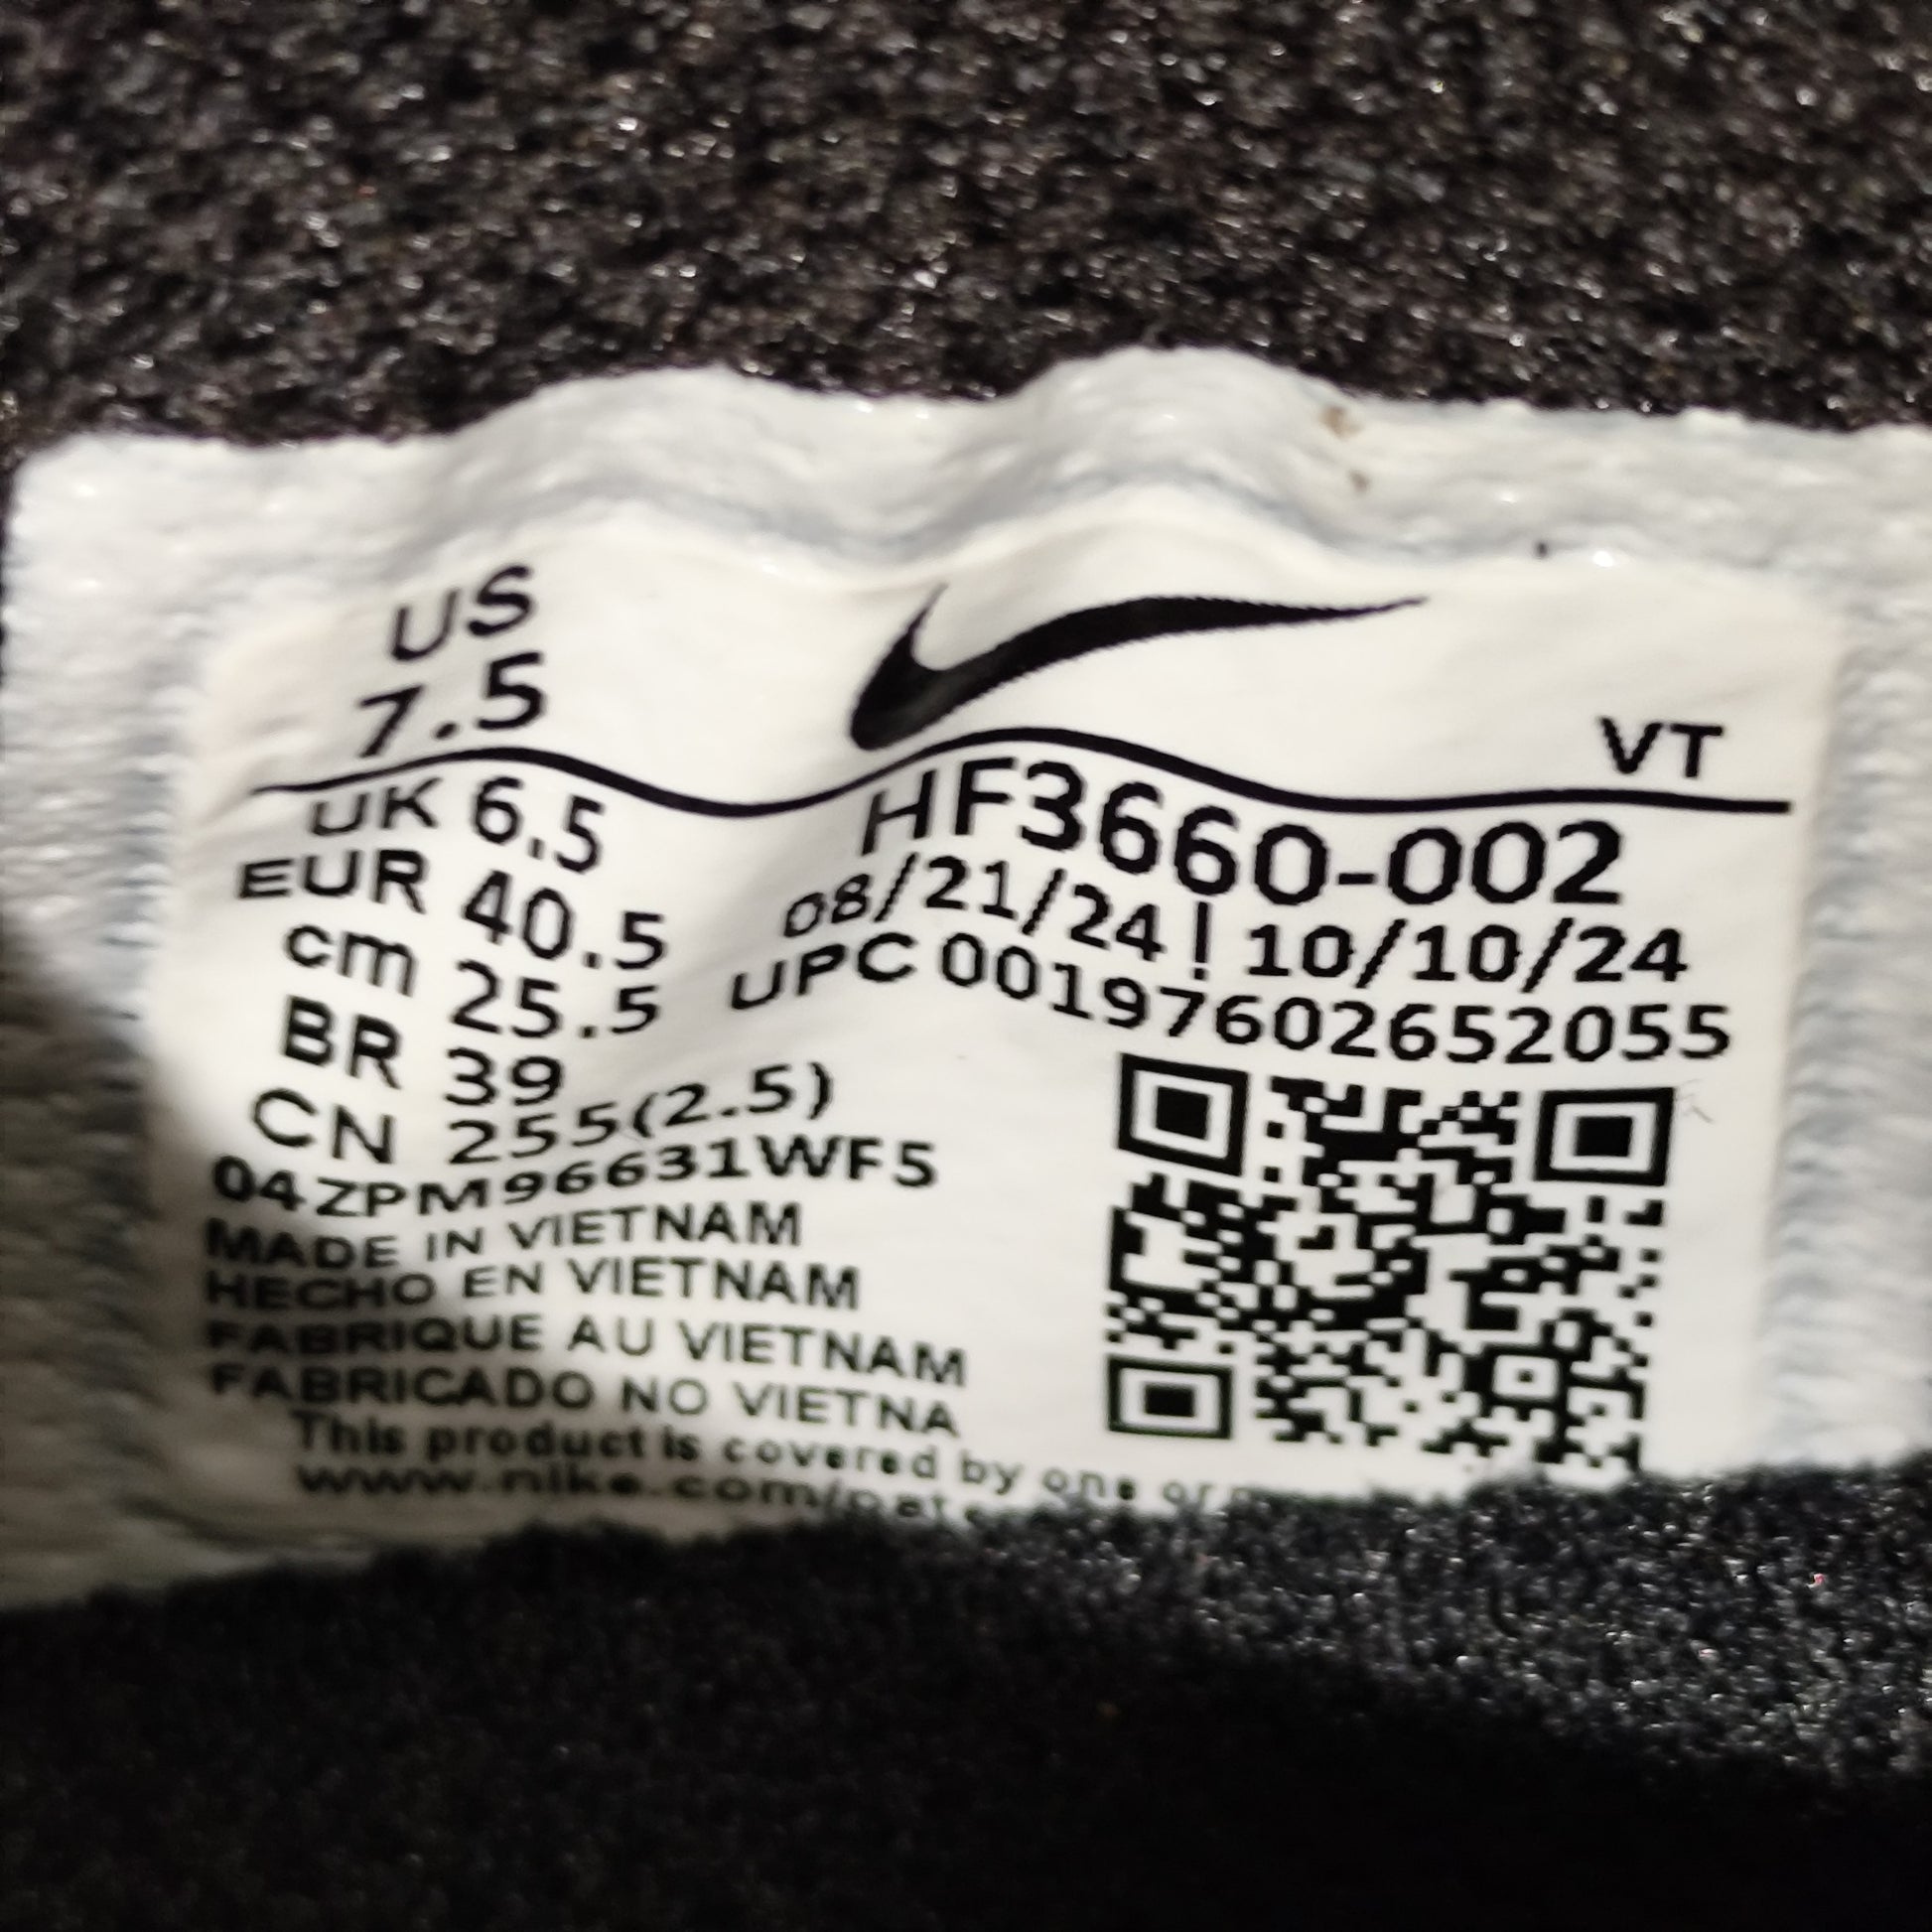 US
7.5
VT
UK 6.5
EUR 40.5
cm 25.5
BR 39
CN 255(2.5)
HF3660-002
08/21/24 ! 10/10/24
UPC 00197602652055
04ZPM96631WF5
MADE IN VIETNAM
HECHO EN VIETNAM
FABRIQUE AU VIETNAM
FABRICADO NO VIETNA
This product is covered by one or
www.nike.com/pate